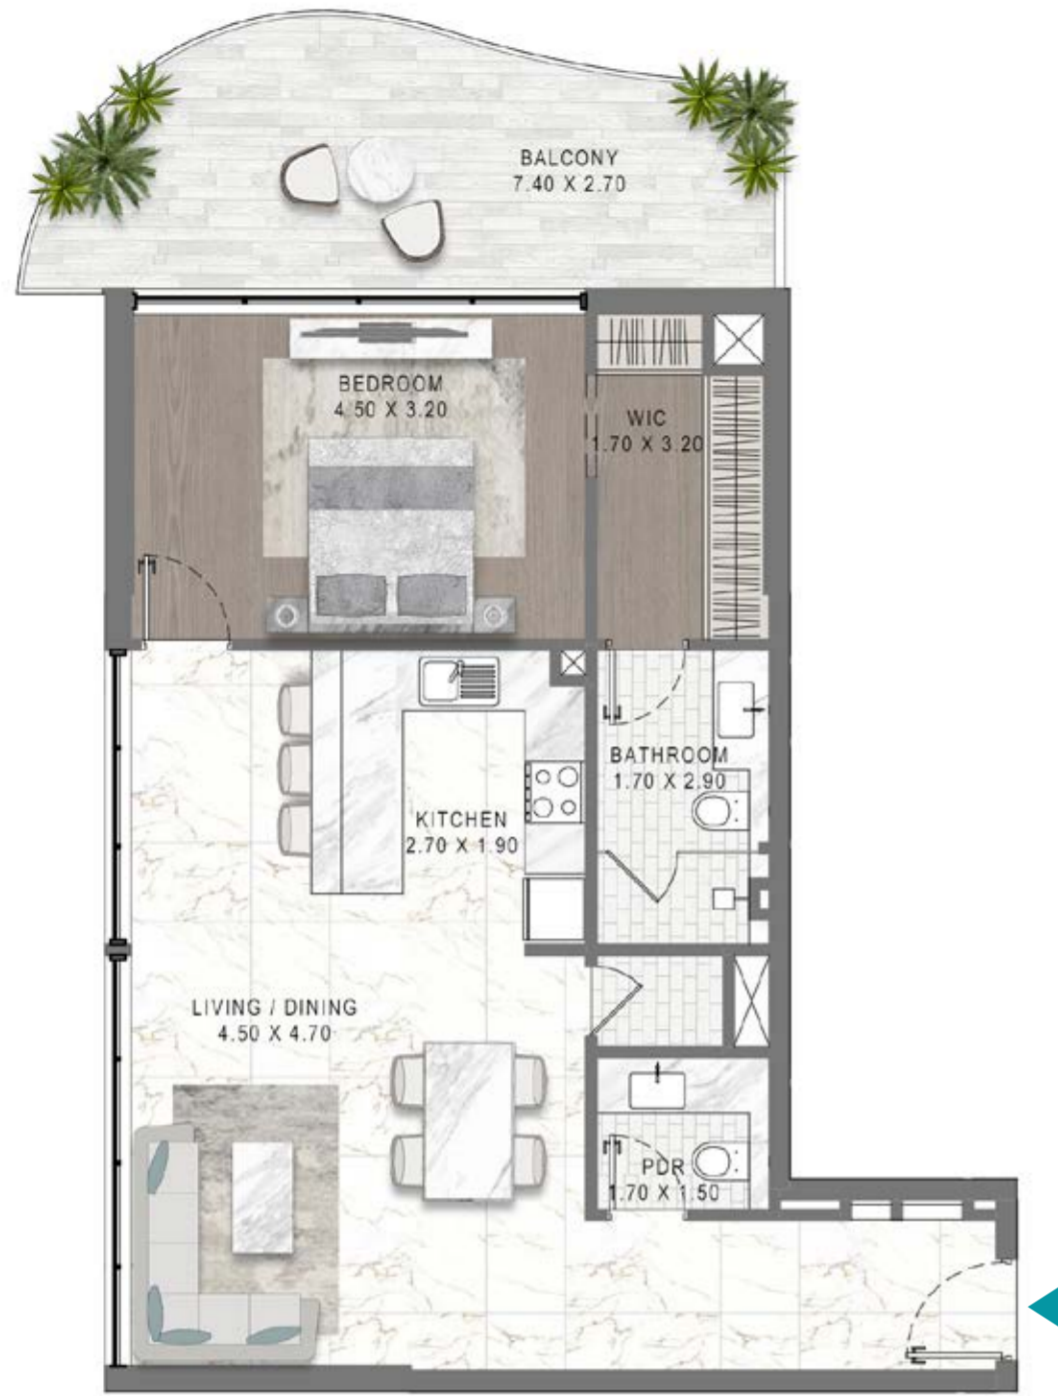 BALCONY
7.40 X 2.70
BEDROOM
4.50 X 3.20
WIC
1.70 X 3.20
BATHROOM
1.70 X 2.90
KITCHEN
2.70 X 1.90
LIVING / DINING
4.50 X 4.70
PDR
1.70 X 1.50